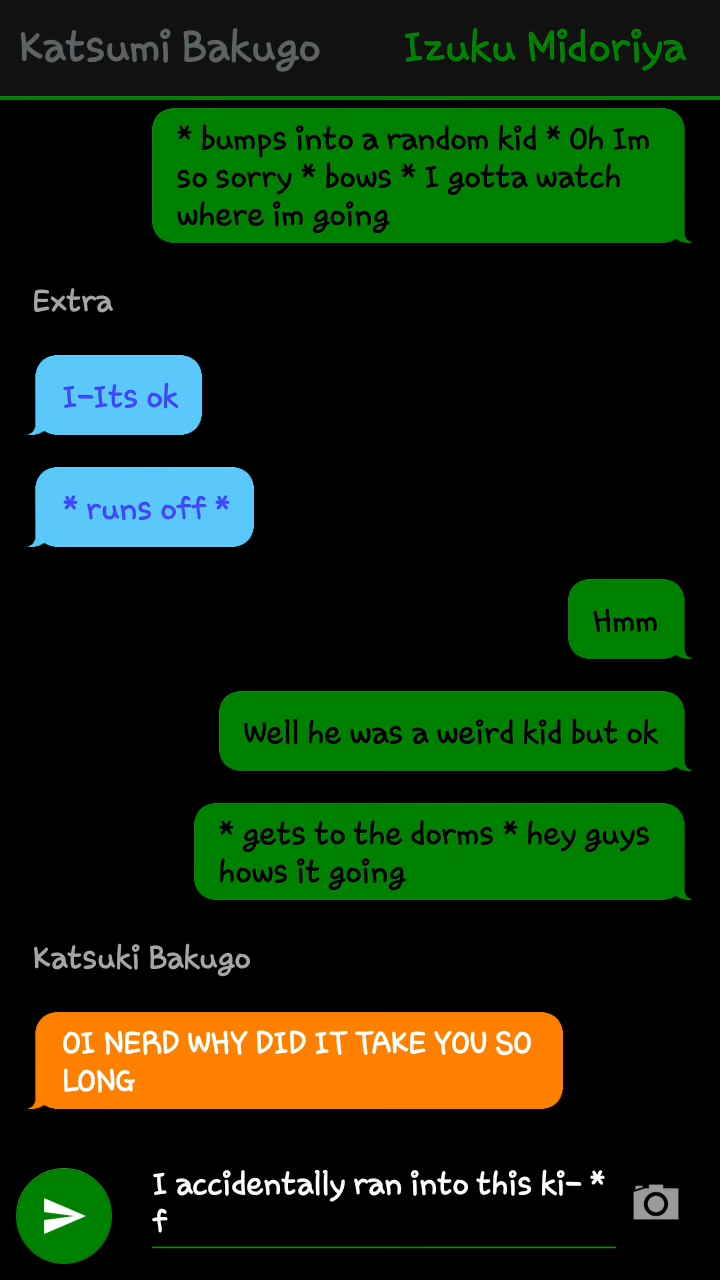 Katsumi Bakugo Izuku Midoriya
* bumps into a random kid * Oh Im
so sorry * bows * I gotta watch
where im going
Extra
I-Its ok
* runs off *
Hmm
Well he was a weird kid but ok
* gets to the dorms * hey guys
hows it going
Katsuki Bakugo
OI NERD WHY DID IT TAKE YOU SO
LONG
I accidentally ran into this ki- *
f